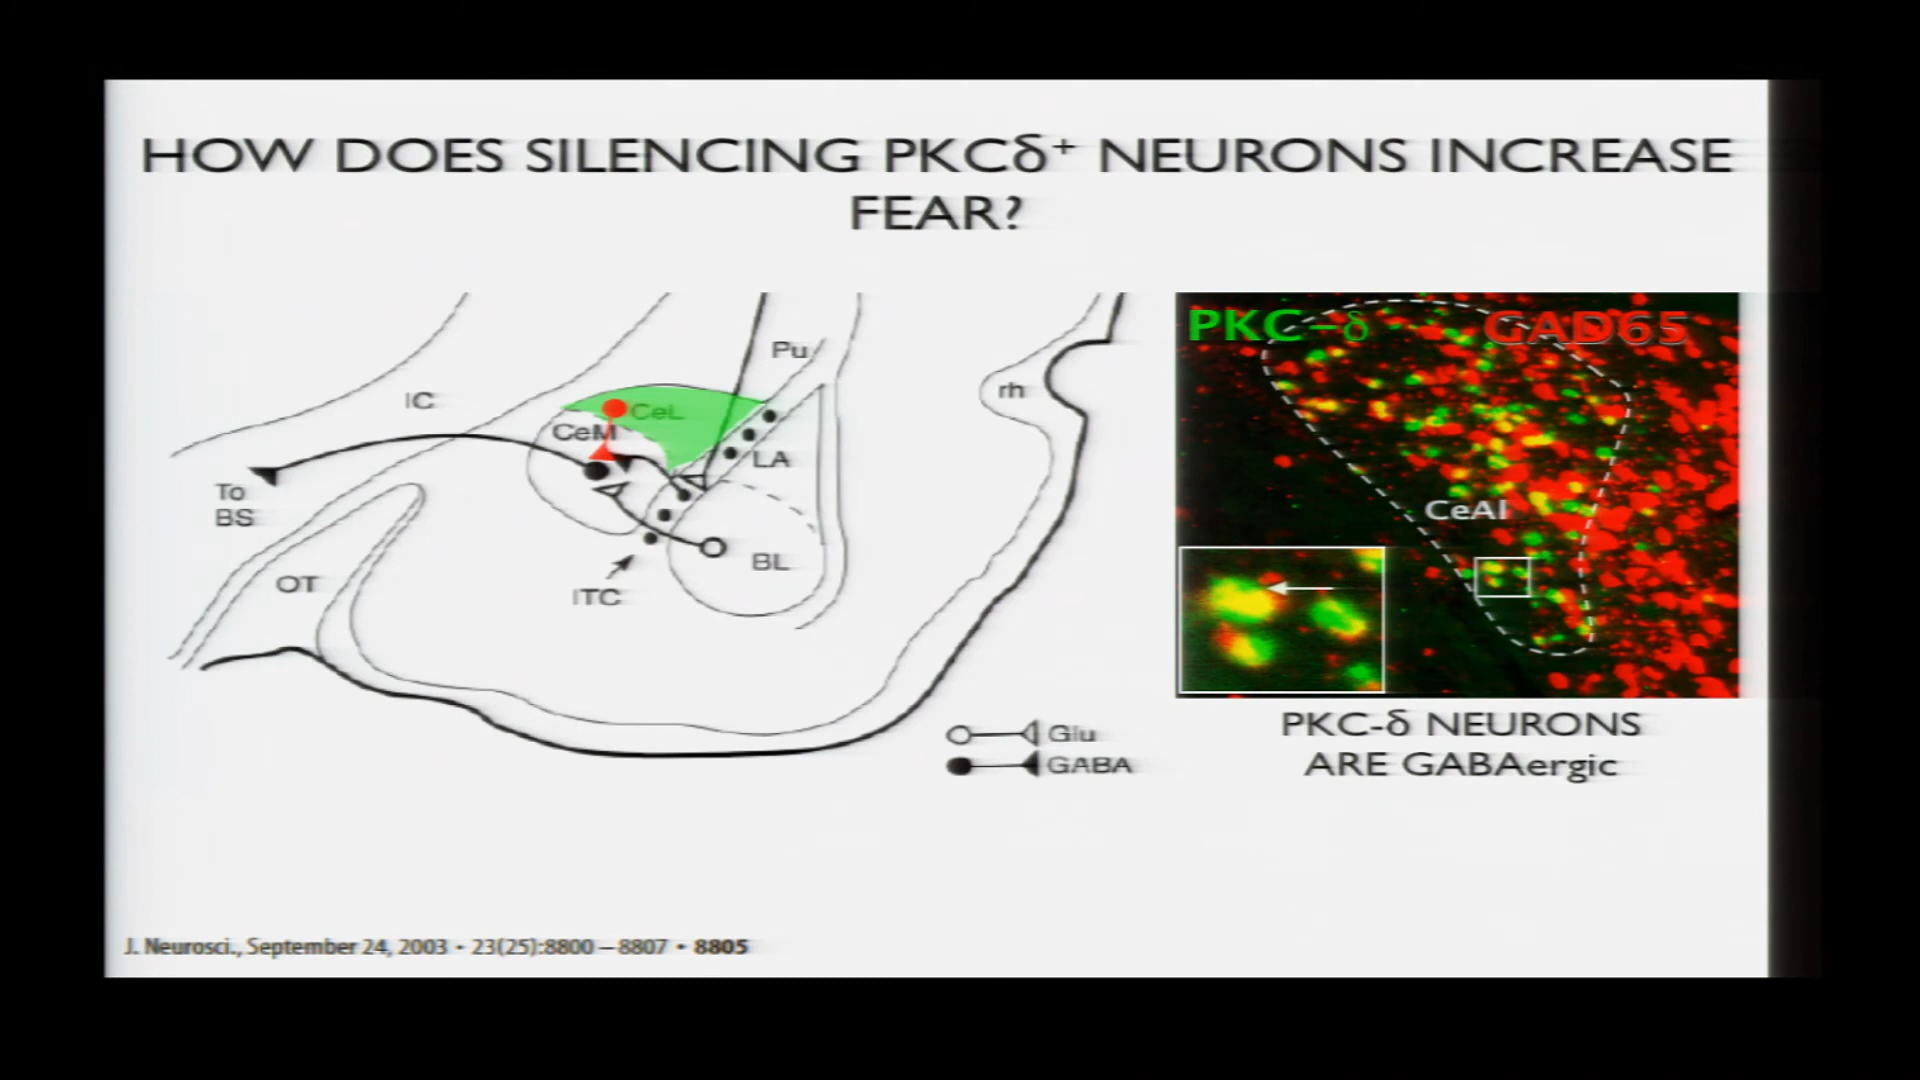 HOW DOES SILENCING PKCδ⁺ NEURONS INCREASE
FEAR?
Pu
IC
rh
CeL
CeM
LA
To
BS
BL
OT
ITC
Glu
GABA
PKC-δ
GAD65
CeAl
PKC-δ NEURONS
ARE GABAergic
J. Neurosci., September 24, 2003 • 23(25):8800 – 8807 • 8805